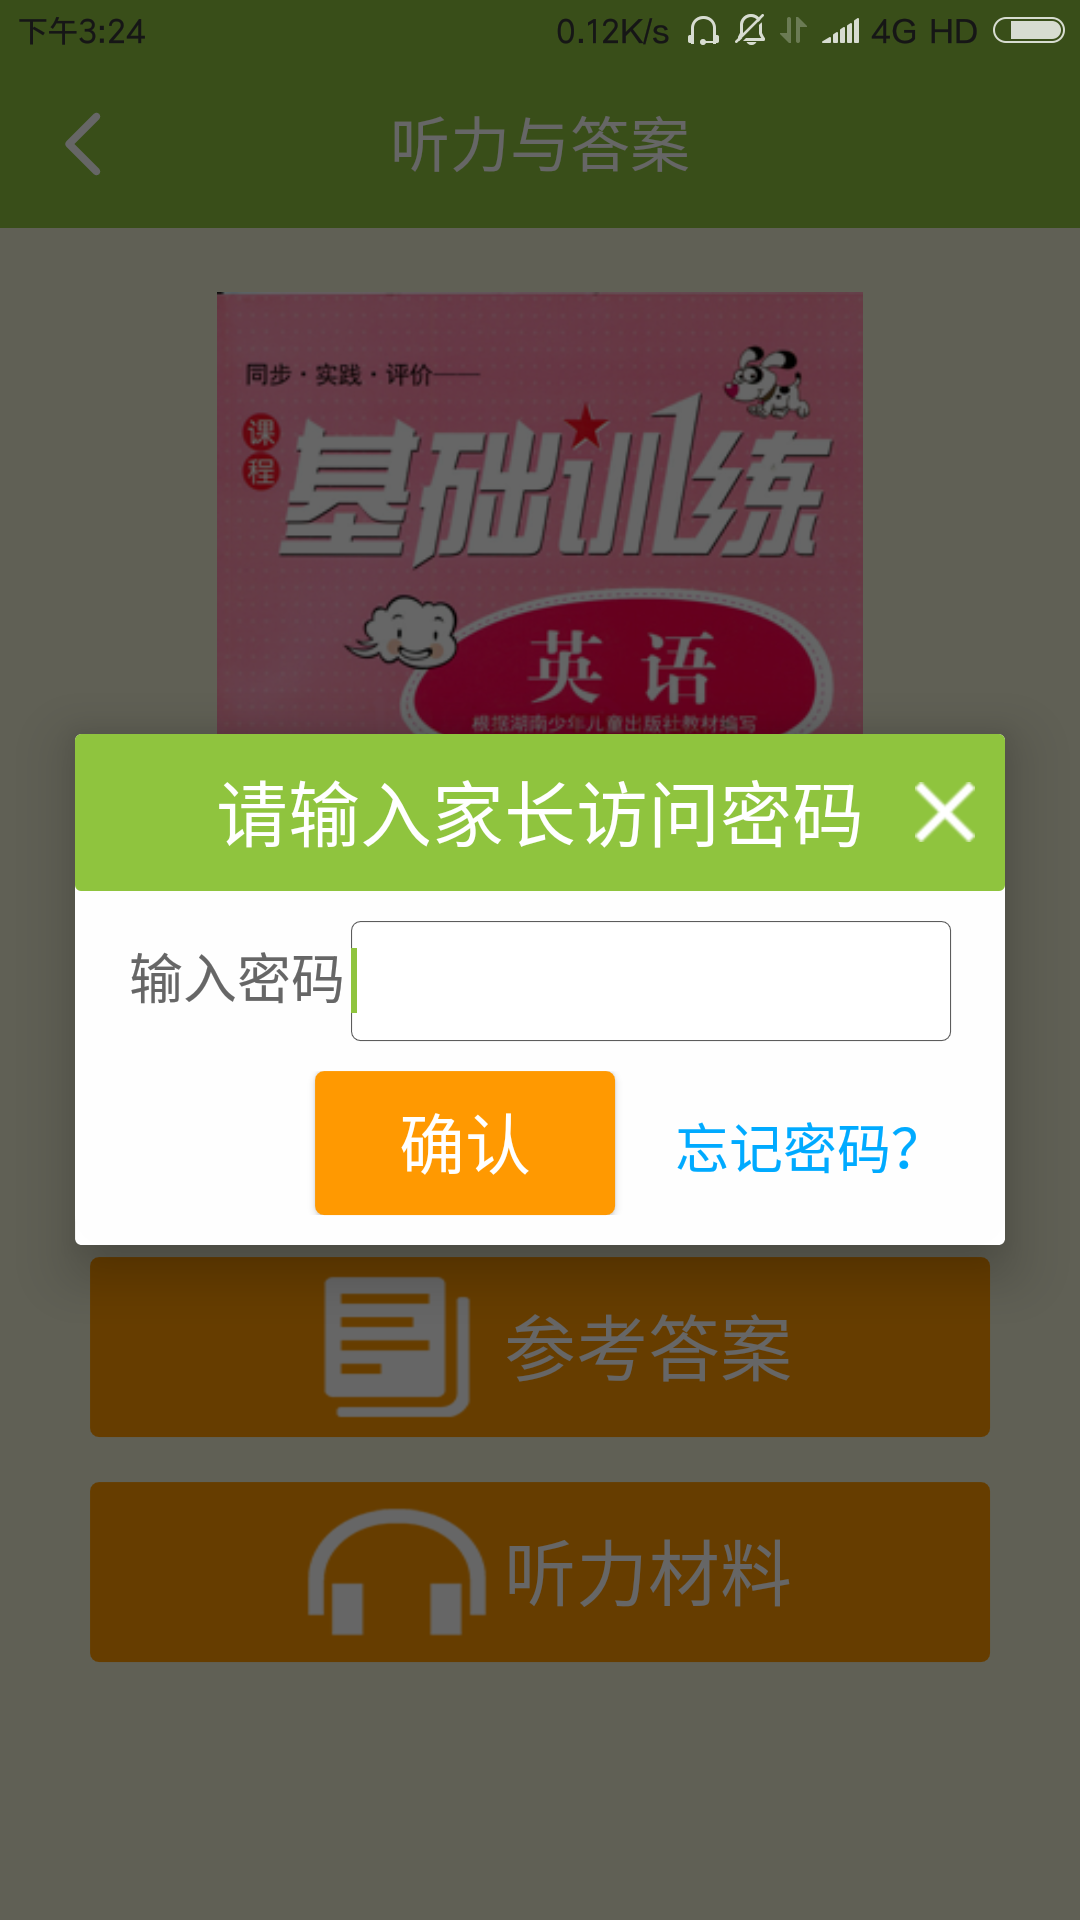 下午3:24 0.12K/s 4G HD
听力与答案
同步·实践·评价——
课程
基础训练
英语
根据湖南少年儿童出版社教材编写
请输入家长访问密码
输入密码
确认 忘记密码?
参考答案
听力材料